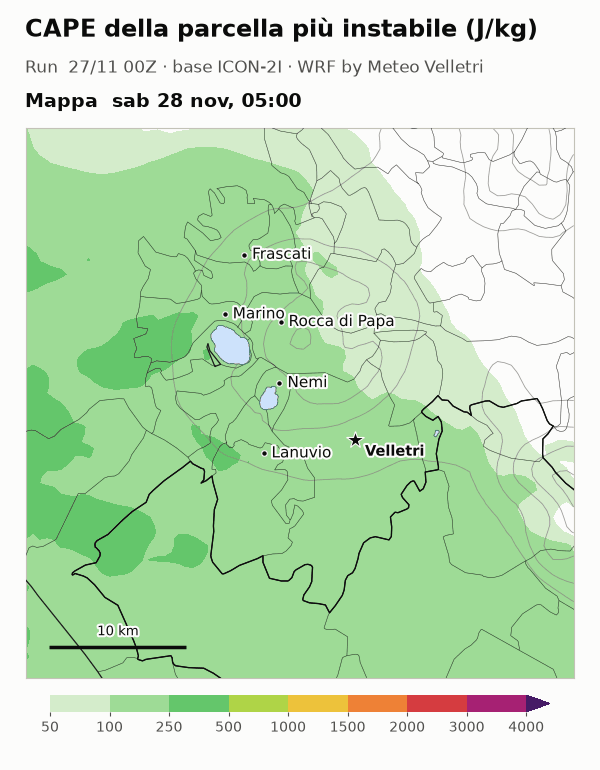 CAPE della parcella più instabile (J/kg)
Run  27/11 00Z · base ICON-2I · WRF by Meteo Velletri
Mappa  sab 28 nov, 05:00
Frascati
Marino
Rocca di Papa
Nemi
Velletri
Lanuvio
10 km
50 100 250 500 1000 1500 2000 3000 4000